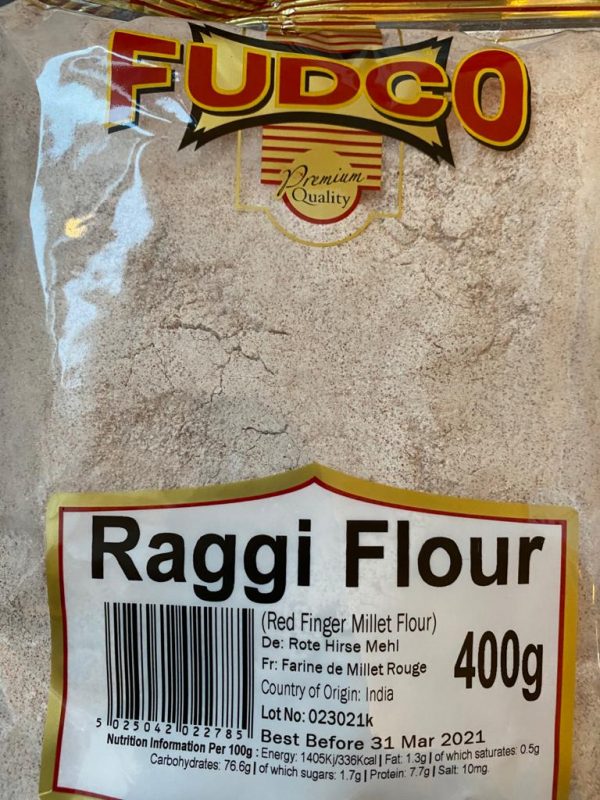 FUDCO
Premium
Quality
Raggi Flour
(Red Finger Millet Flour)
De: Rote Hirse Mehl
Fr: Farine de Millet Rouge
400g
Country of Origin: India
Lot No: 023021k
5 025042 022785
Best Before 31 Mar 2021
Nutrition Information Per 100g : Energy: 1405Kj/336Kcal | Fat: 1.3g | of which saturates: 0.5g
Carbohydrates: 76.6g | of which sugars: 1.7g | Protein: 7.7g | Salt: 10mg.